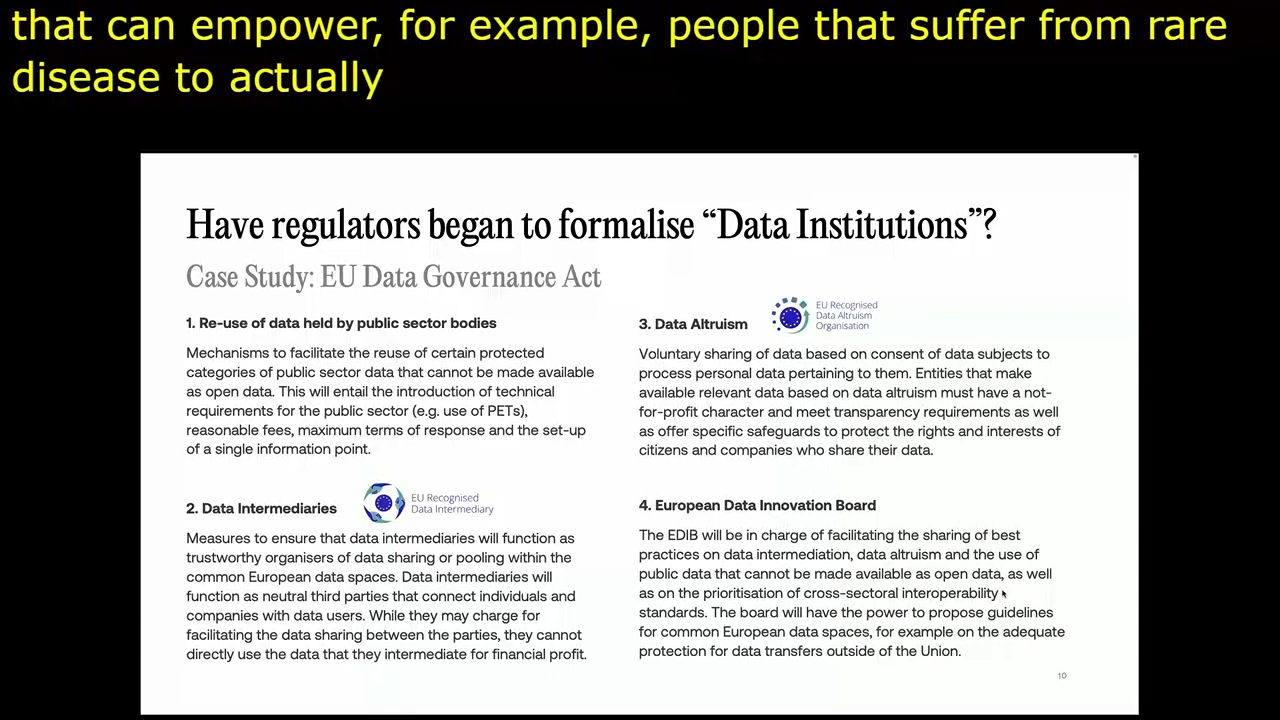 that can empower, for example, people that suffer from rare
disease to actually
Have regulators began to formalise “Data Institutions”?
Case Study: EU Data Governance Act
1. Re-use of data held by public sector bodies
Mechanisms to facilitate the reuse of certain protected
categories of public sector data that cannot be made available
as open data. This will entail the introduction of technical
requirements for the public sector (e.g. use of PETs),
reasonable fees, maximum terms of response and the set-up
of a single information point.
2. Data Intermediaries
EU Recognised
Data Intermediary
Measures to ensure that data intermediaries will function as
trustworthy organisers of data sharing or pooling within the
common European data spaces. Data intermediaries will
function as neutral third parties that connect individuals and
companies with data users. While they may charge for
facilitating the data sharing between the parties, they cannot
directly use the data that they intermediate for financial profit.
3. Data Altruism
EU Recognised
Data Altruism
Organisation
Voluntary sharing of data based on consent of data subjects to
process personal data pertaining to them. Entities that make
available relevant data based on data altruism must have a not-
for-profit character and meet transparency requirements as well
as offer specific safeguards to protect the rights and interests of
citizens and companies who share their data.
4. European Data Innovation Board
The EDIB will be in charge of facilitating the sharing of best
practices on data intermediation, data altruism and the use of
public data that cannot be made available as open data, as well
as on the prioritisation of cross-sectoral interoperability
standards. The board will have the power to propose guidelines
for common European data spaces, for example on the adequate
protection for data transfers outside of the Union.
10